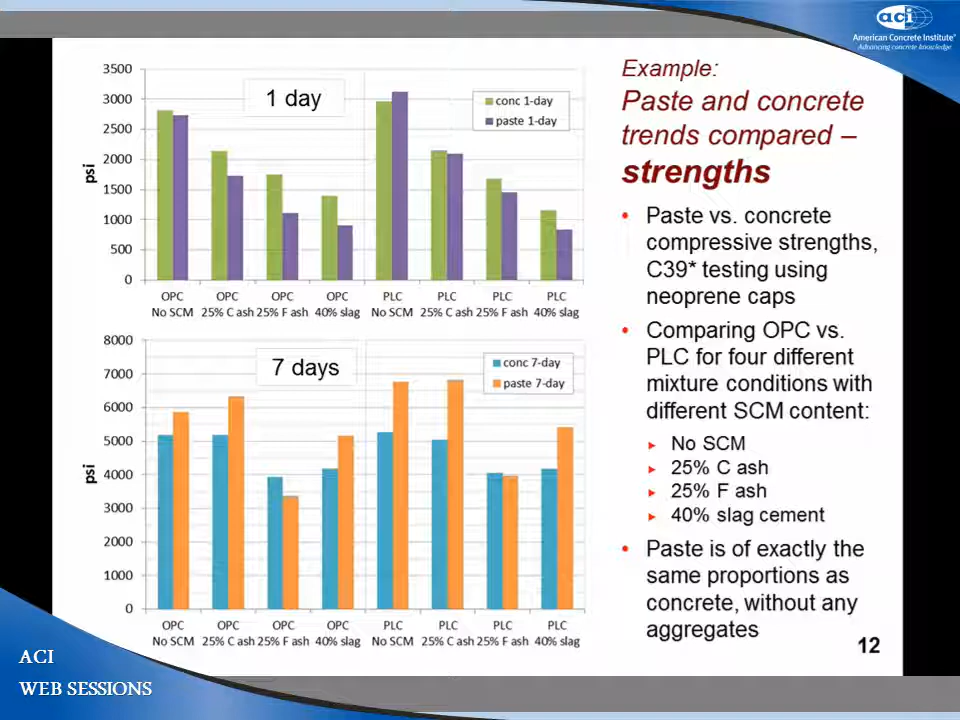 aci
American Concrete Institute®
Advancing concrete knowledge
Example:
Paste and concrete
trends compared –
strengths
• Paste vs. concrete
compressive strengths,
C39* testing using
neoprene caps
• Comparing OPC vs.
PLC for four different
mixture conditions with
different SCM content:
► No SCM
► 25% C ash
► 25% F ash
► 40% slag cement
• Paste is of exactly the
same proportions as
concrete, without any
aggregates
12
1 day
conc 1-day
paste 1-day
psi
3500
3000
2500
2000
1500
1000
500
0
OPC OPC OPC OPC PLC PLC PLC PLC
No SCM 25% C ash 25% F ash 40% slag No SCM 25% C ash 25% F ash 40% slag
7 days
conc 7-day
paste 7-day
psi
8000
7000
6000
5000
4000
3000
2000
1000
0
OPC OPC OPC OPC PLC PLC PLC PLC
No SCM 25% C ash 25% F ash 40% slag No SCM 25% C ash 25% F ash 40% slag
ACI
WEB SESSIONS